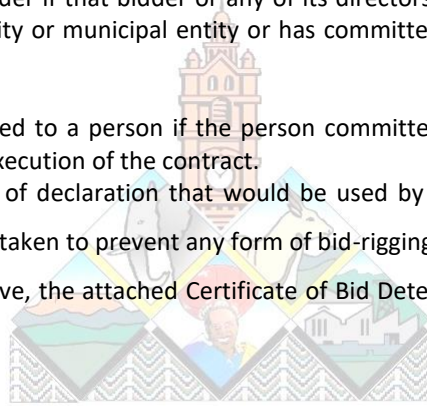 der if that bidder or any of its directors
ity or municipal entity or has committe
ed to a person if the person committe
xecution of the contract.
of declaration that would be used by
taken to prevent any form of bid-rigging
ve, the attached Certificate of Bid Dete